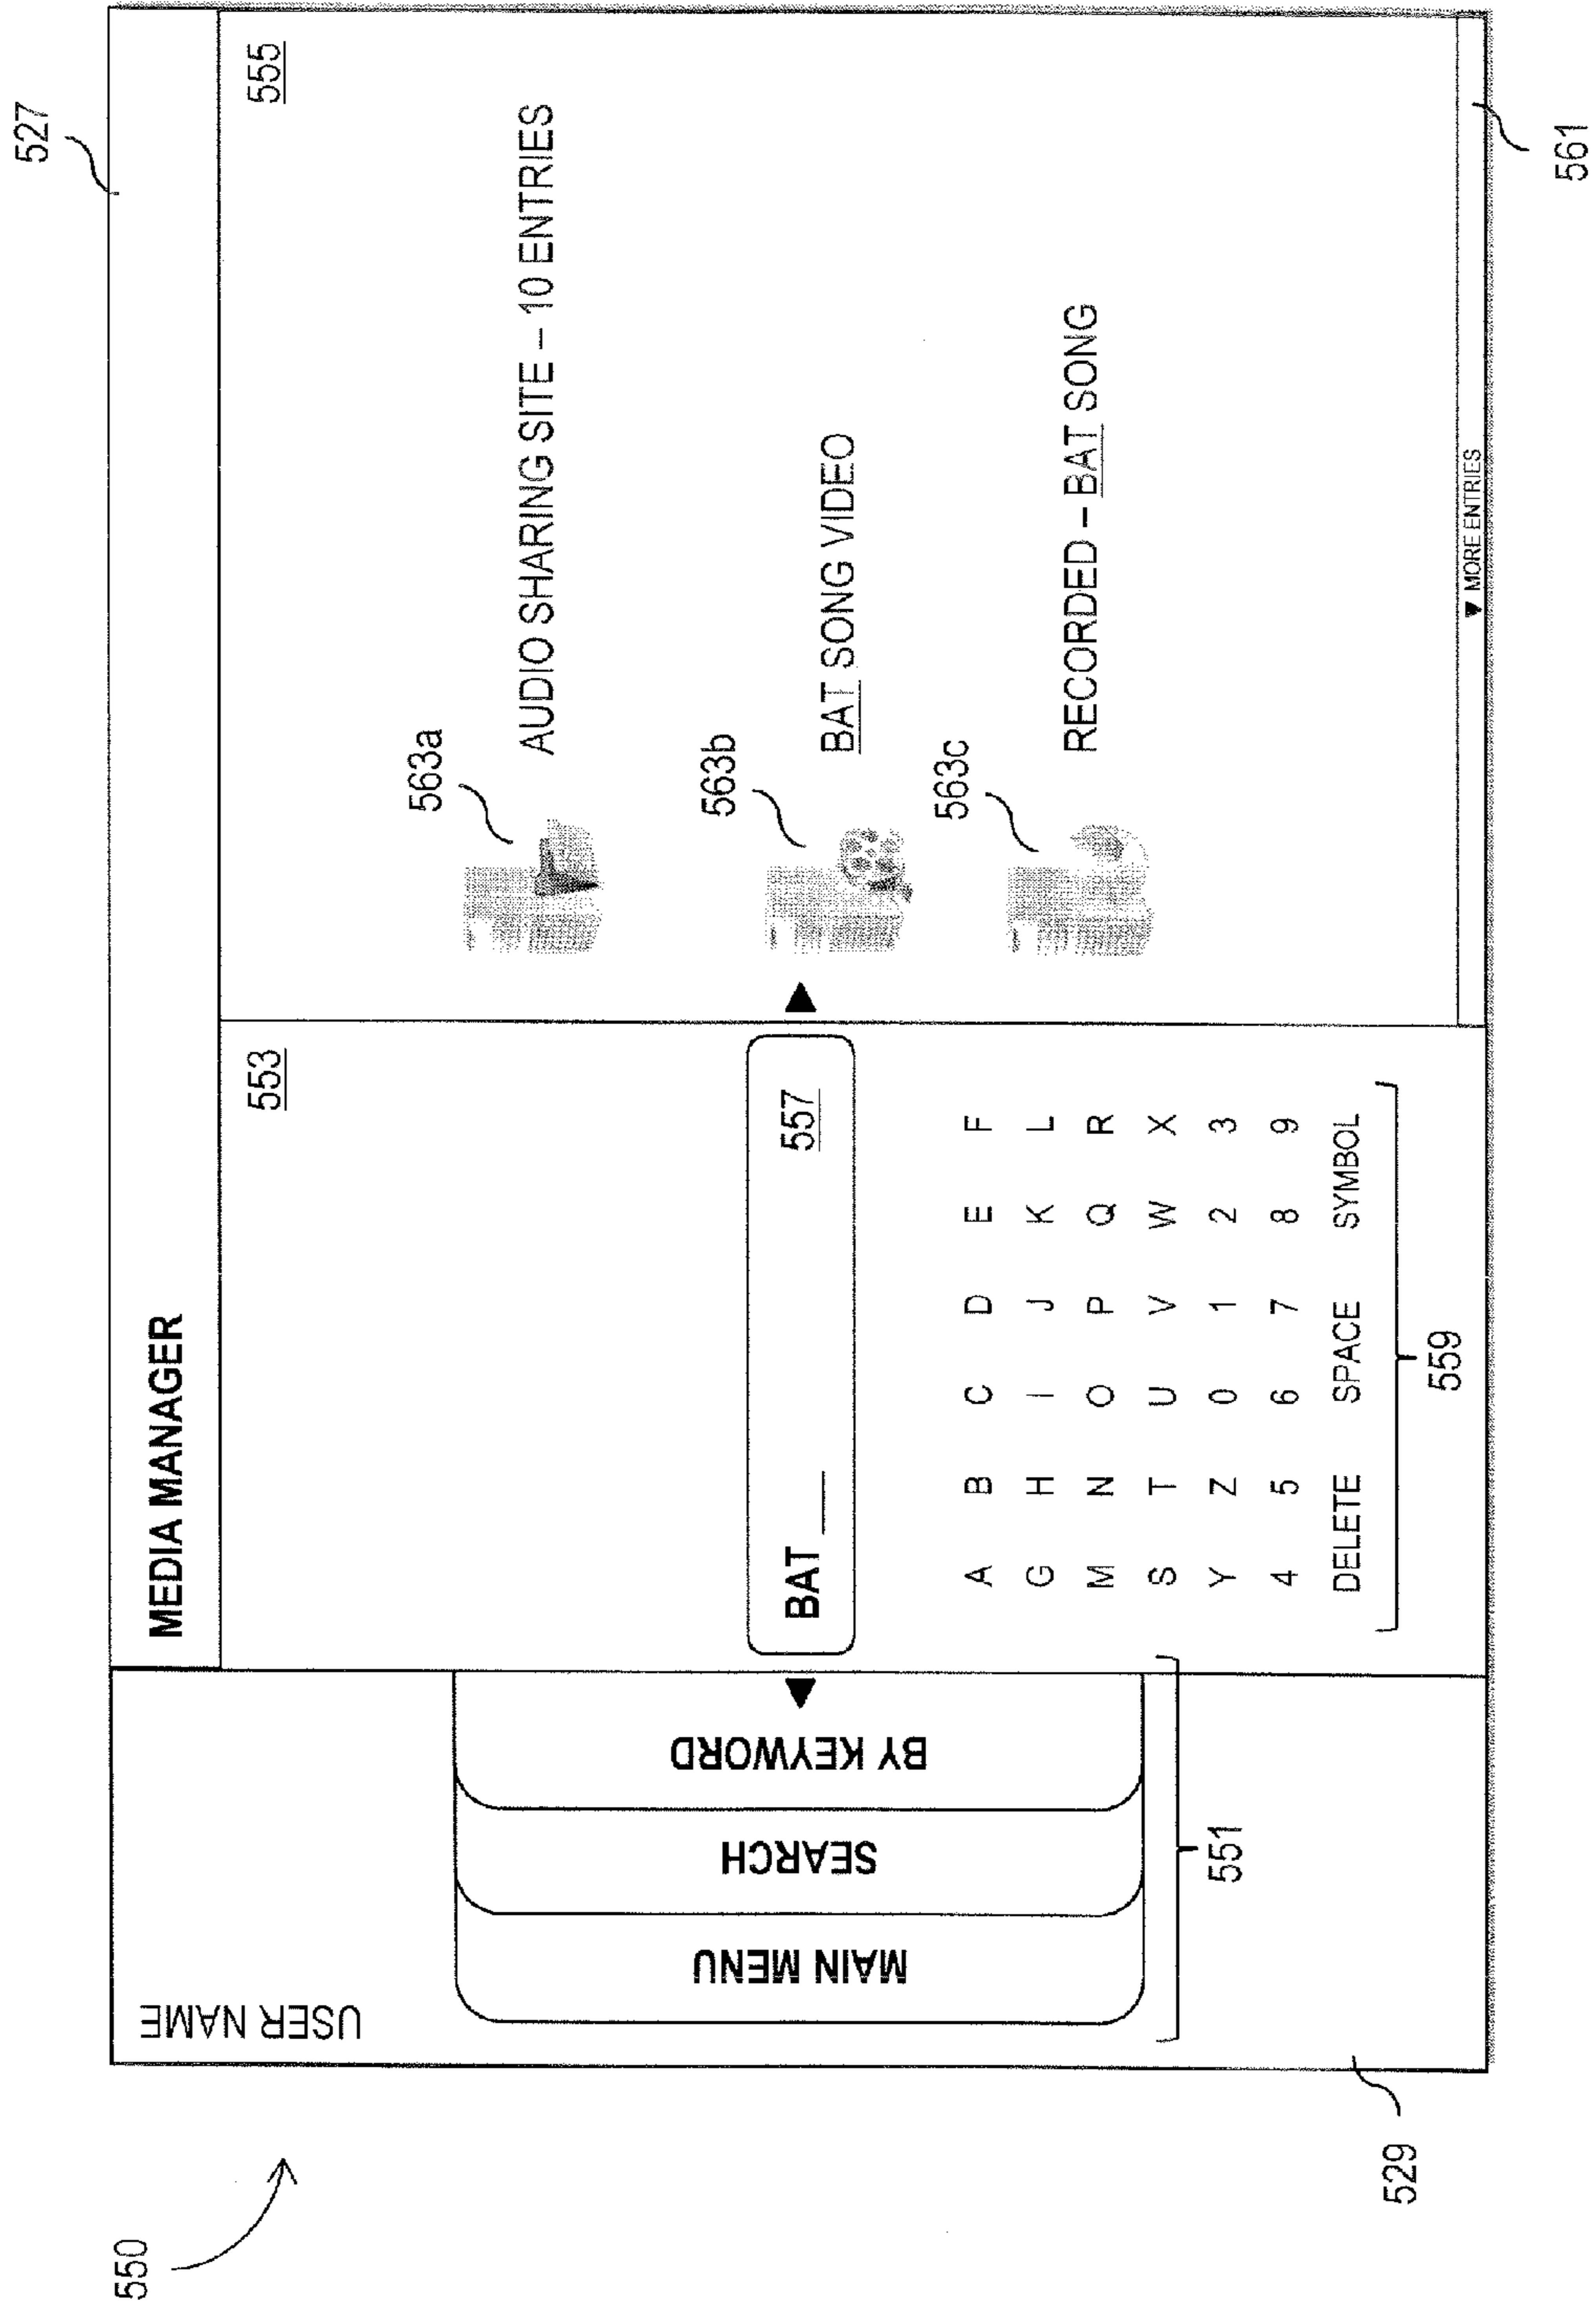 550
527
USER NAME
MEDIA MANAGER
553
555
MAIN MENU
SEARCH
BY KEYWORD
551
529
BAT __
557
A B C D E F
G H I J K L
M N O P Q R
S T U V W X
Y Z 0 1 2 3
4 5 6 7 8 9
DELETE SPACE SYMBOL
559
563a
AUDIO SHARING SITE – 10 ENTRIES
563b
BAT SONG VIDEO
563c
RECORDED – BAT SONG
▼ MORE ENTRIES
561